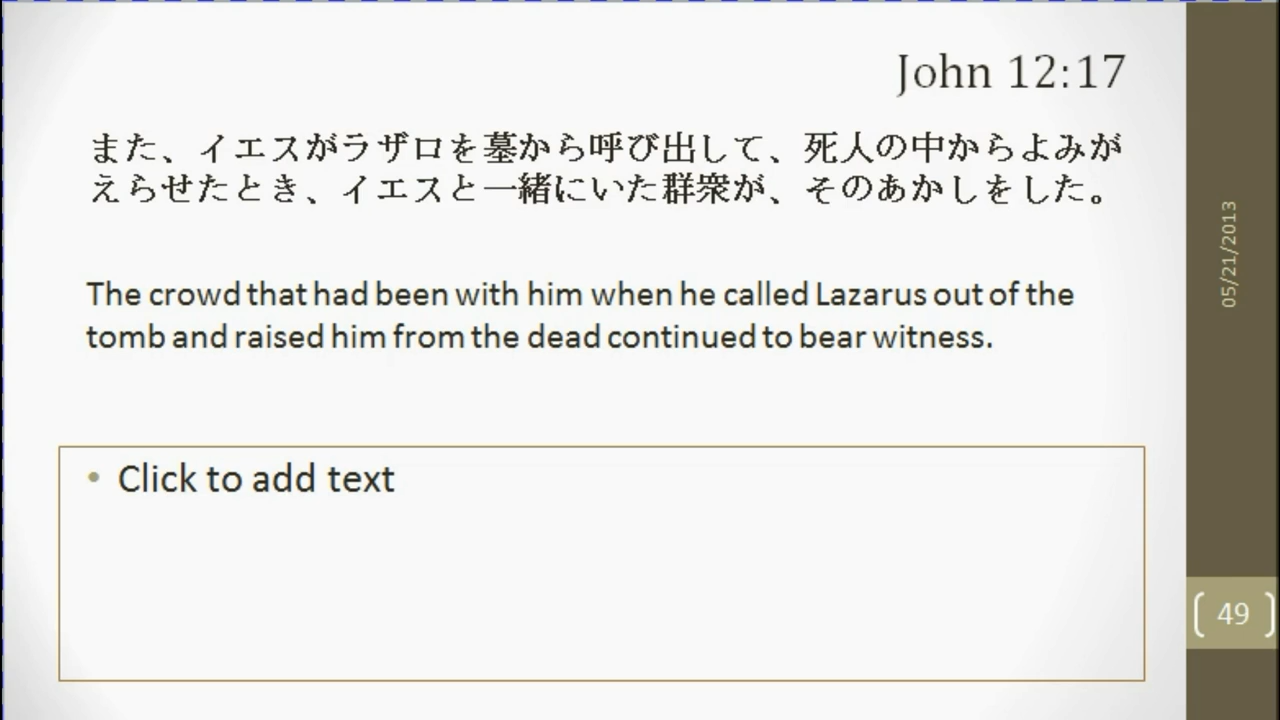 John 12:17
また、イエスがラザロを墓から呼び出して、死人の中からよみが
えらせたとき、イエスと一緒にいた群衆が、そのあかしをした。
The crowd that had been with him when he called Lazarus out of the
tomb and raised him from the dead continued to bear witness.
• Click to add text
05/21/2013
49